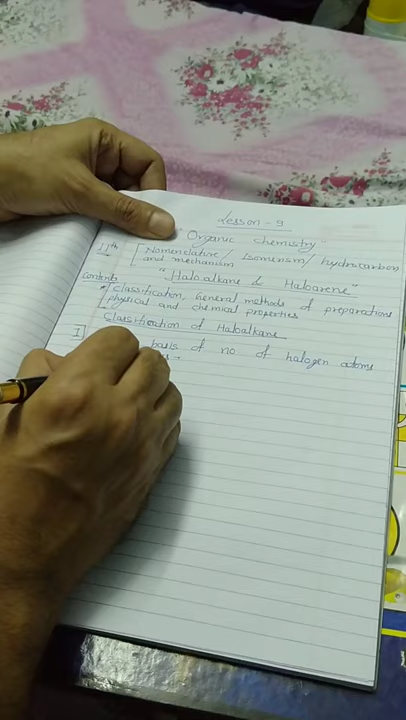 Lesson - 9
"Organic chemistry"
11th [ Nomenclature / Isomerism / hydrocarbon
and mechanism
"Haloalkane & Haloarene"
Contents
* Classification, General methods of preparations
physical and chemical properties
Classification of Haloalkane
I basis of no of halogen atoms